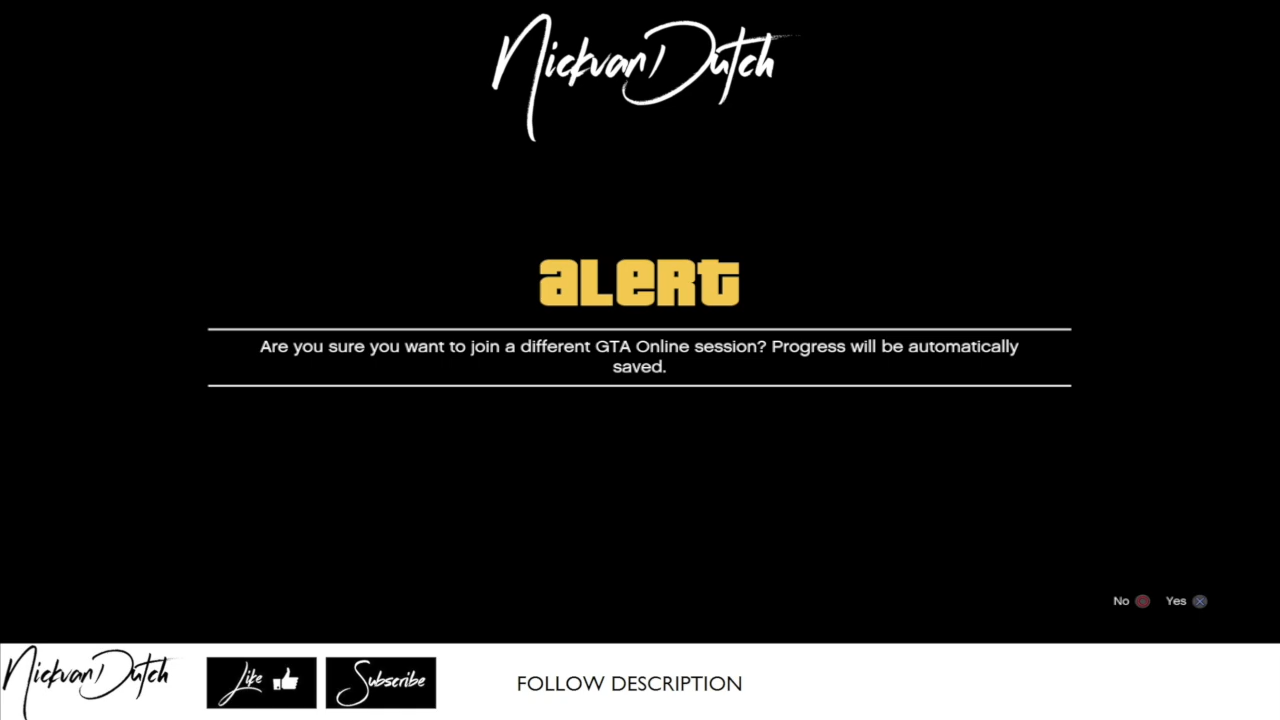 NickvanDutch
aLeRt
Are you sure you want to join a different GTA Online session? Progress will be automatically
saved.
No Yes
NickvanDutch
Like
Subscribe
FOLLOW DESCRIPTION